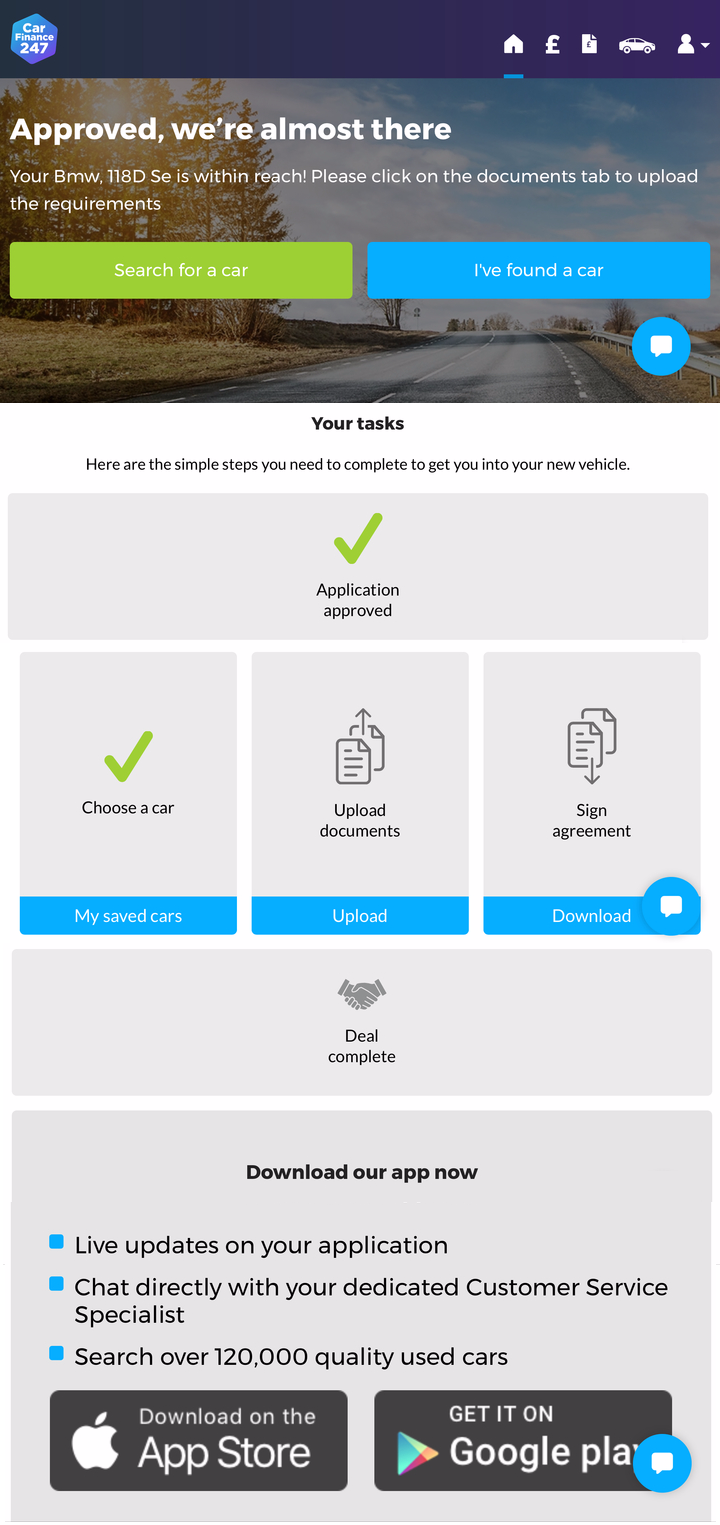 Car
Finance
247
£
£
Approved, we’re almost there
Your Bmw, 118D Se is within reach! Please click on the documents tab to upload
the requirements
Search for a car
I've found a car
Your tasks
Here are the simple steps you need to complete to get you into your new vehicle.
Application
approved
Choose a car
My saved cars
Upload
documents
Upload
Sign
agreement
Download
Deal
complete
Download our app now
Live updates on your application
Chat directly with your dedicated Customer Service
Specialist
Search over 120,000 quality used cars
Download on the
App Store
GET IT ON
Google play